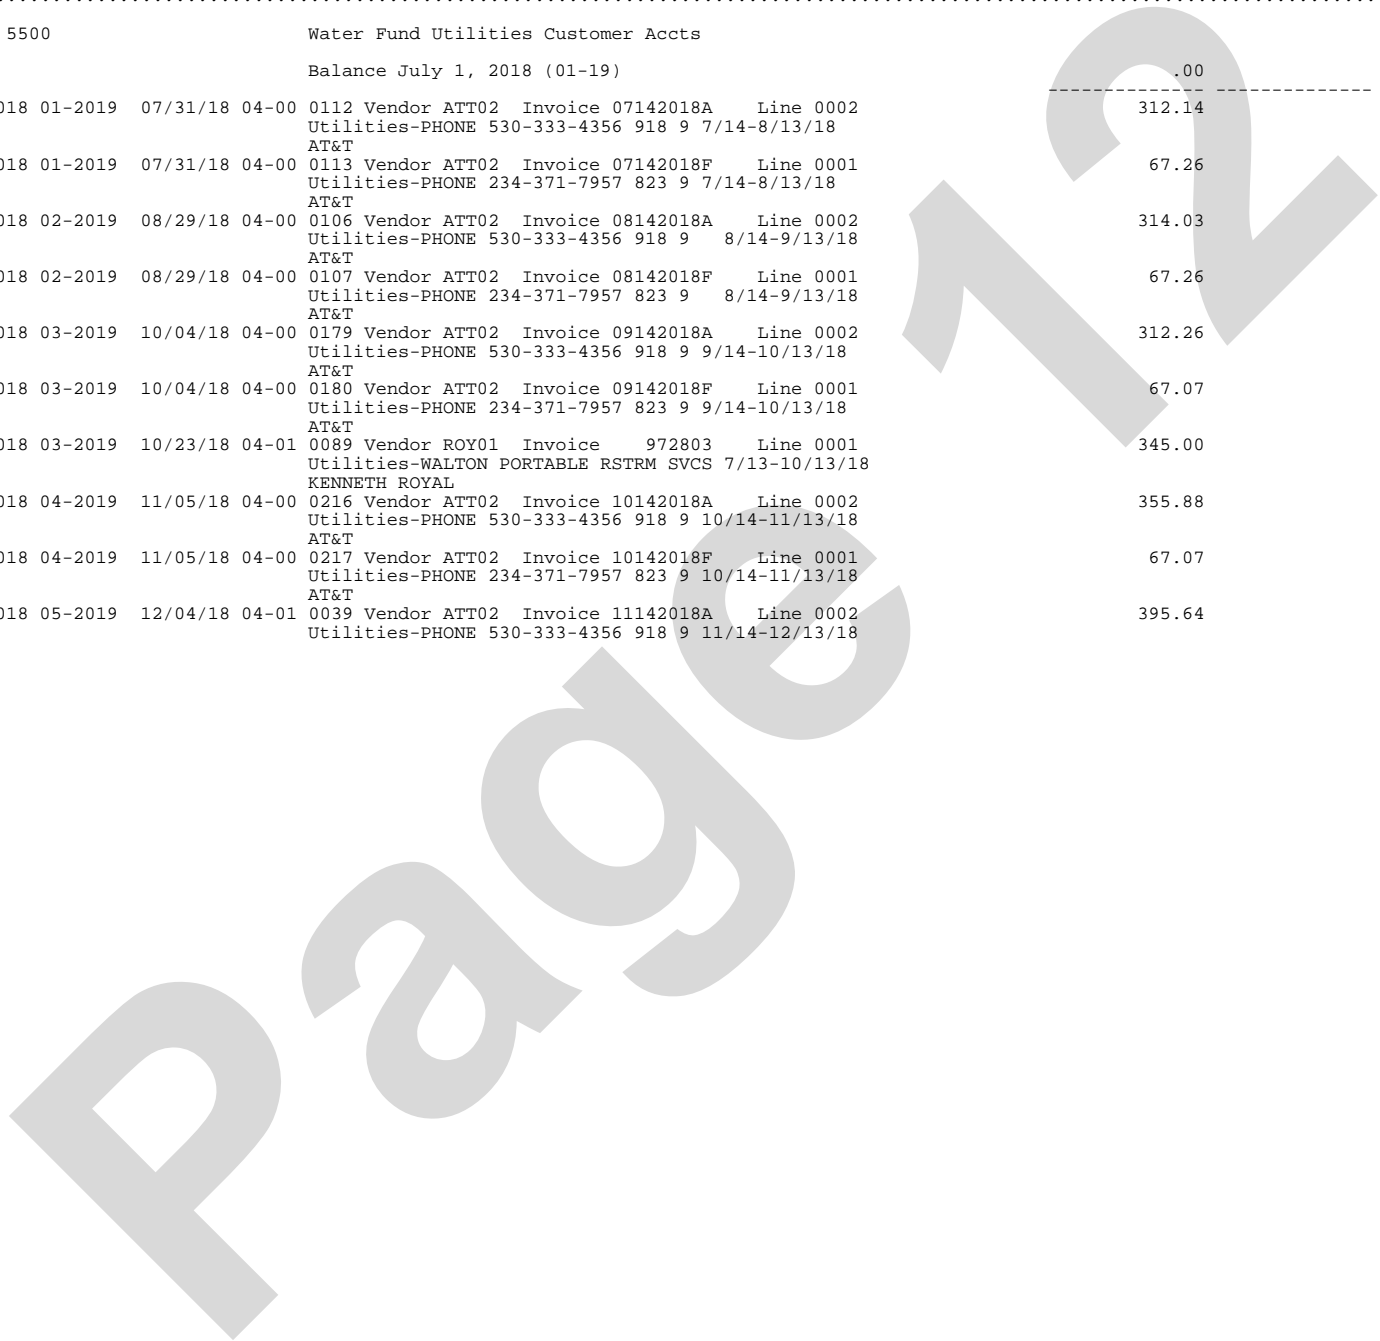 5500 Water Fund Utilities Customer Accts
Balance July 1, 2018 (01-19) .00
--------------- ---------------
018 01-2019 07/31/18 04-00 0112 Vendor ATT02 Invoice 07142018A Line 0002 312.14
Utilities-PHONE 530-333-4356 918 9 7/14-8/13/18
AT&T
018 01-2019 07/31/18 04-00 0113 Vendor ATT02 Invoice 07142018F Line 0001 67.26
Utilities-PHONE 234-371-7957 823 9 7/14-8/13/18
AT&T
018 02-2019 08/29/18 04-00 0106 Vendor ATT02 Invoice 08142018A Line 0002 314.03
Utilities-PHONE 530-333-4356 918 9 8/14-9/13/18
AT&T
018 02-2019 08/29/18 04-00 0107 Vendor ATT02 Invoice 08142018F Line 0001 67.26
Utilities-PHONE 234-371-7957 823 9 8/14-9/13/18
AT&T
018 03-2019 10/04/18 04-00 0179 Vendor ATT02 Invoice 09142018A Line 0002 312.26
Utilities-PHONE 530-333-4356 918 9 9/14-10/13/18
AT&T
018 03-2019 10/04/18 04-00 0180 Vendor ATT02 Invoice 09142018F Line 0001 67.07
Utilities-PHONE 234-371-7957 823 9 9/14-10/13/18
AT&T
018 03-2019 10/23/18 04-01 0089 Vendor ROY01 Invoice 972803 Line 0001 345.00
Utilities-WALTON PORTABLE RSTRM SVCS 7/13-10/13/18
KENNETH ROYAL
018 04-2019 11/05/18 04-00 0216 Vendor ATT02 Invoice 10142018A Line 0002 355.88
Utilities-PHONE 530-333-4356 918 9 10/14-11/13/18
AT&T
018 04-2019 11/05/18 04-00 0217 Vendor ATT02 Invoice 10142018F Line 0001 67.07
Utilities-PHONE 234-371-7957 823 9 10/14-11/13/18
AT&T
018 05-2019 12/04/18 04-01 0039 Vendor ATT02 Invoice 11142018A Line 0002 395.64
Utilities-PHONE 530-333-4356 918 9 11/14-12/13/18
Page 12